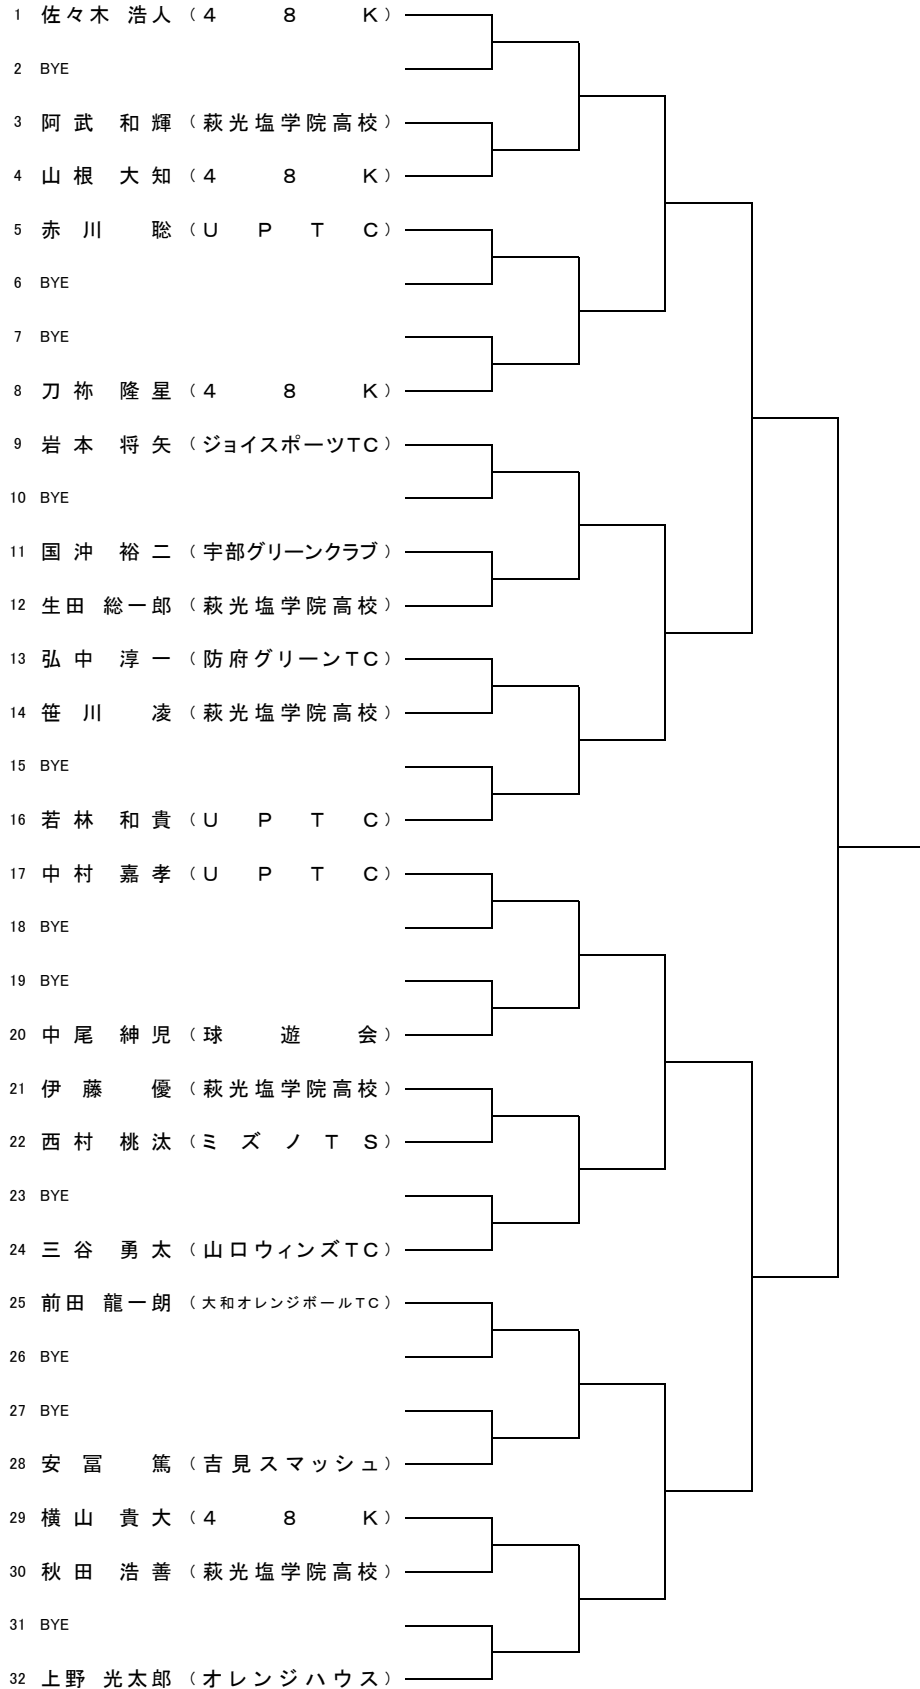 1 佐々木 浩人 （４８Ｋ）
2 BYE
3 阿武 和輝 （萩光塩学院高校）
4 山根 大知 （４８Ｋ）
5 赤川 聡 （ＵＰＴＣ）
6 BYE
7 BYE
8 刀祢 隆星 （４８Ｋ）
9 岩本 将矢 （ジョイスポーツTC）
10 BYE
11 国沖 裕二 （宇部グリーンクラブ）
12 生田 総一郎 （萩光塩学院高校）
13 弘中 淳一 （防府グリーンTC）
14 笹川 凌 （萩光塩学院高校）
15 BYE
16 若林 和貴 （ＵＰＴＣ）
17 中村 嘉孝 （ＵＰＴＣ）
18 BYE
19 BYE
20 中尾 紳児 （球遊会）
21 伊藤 優 （萩光塩学院高校）
22 西村 桃汰 （ミズノＴＳ）
23 BYE
24 三谷 勇太 （山口ウィンズTC）
25 前田 龍一朗 （大和オレンジボールTC）
26 BYE
27 BYE
28 安冨 篤 （吉見スマッシュ）
29 横山 貴大 （４８Ｋ）
30 秋田 浩善 （萩光塩学院高校）
31 BYE
32 上野 光太郎 （オレンジハウス）